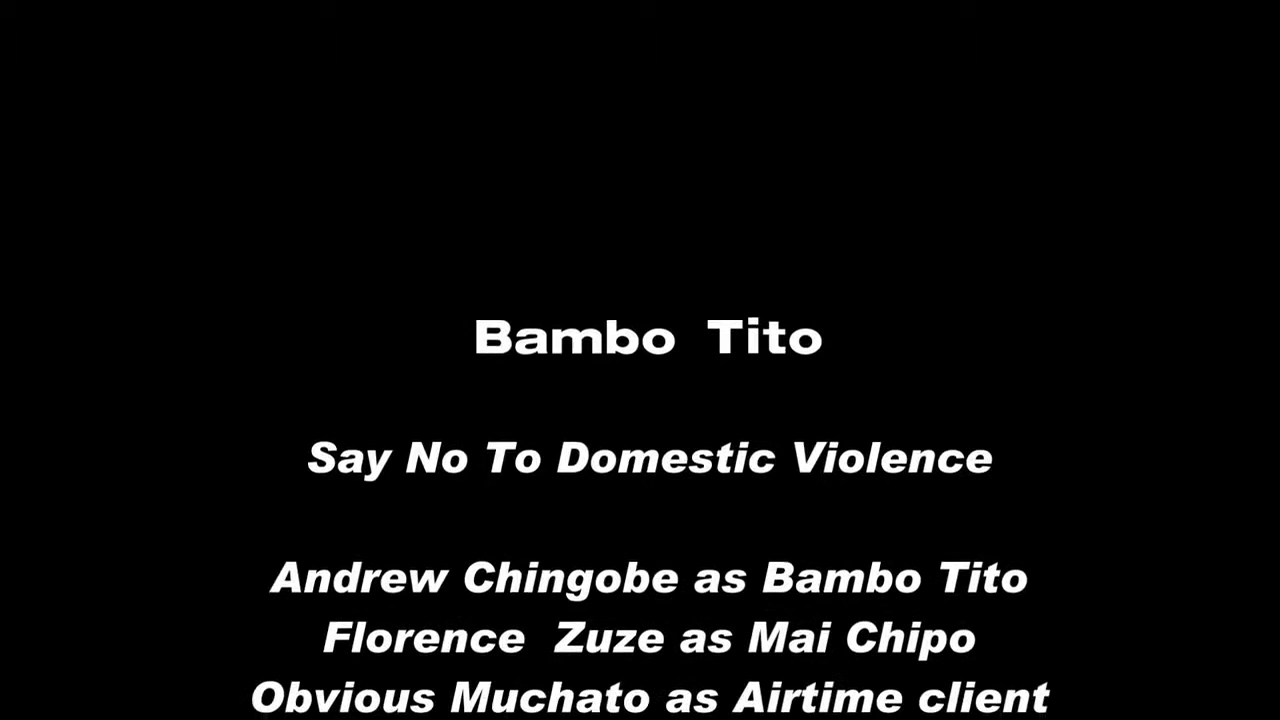 Bambo Tito
Say No To Domestic Violence
Andrew Chingobe as Bambo Tito
Florence Zuze as Mai Chipo
Obvious Muchato as Airtime client